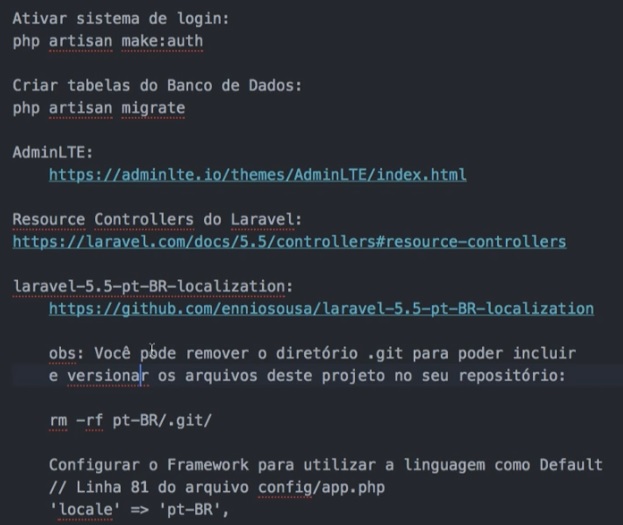 Ativar sistema de login:
php artisan make:auth
Criar tabelas do Banco de Dados:
php artisan migrate
AdminLTE:
https://adminlte.io/themes/AdminLTE/index.html
Resource Controllers do Laravel:
https://laravel.com/docs/5.5/controllers#resource-controllers
laravel-5.5-pt-BR-localization:
https://github.com/enniosousa/laravel-5.5-pt-BR-localization
obs: Você pode remover o diretório .git para poder incluir
e versionar os arquivos deste projeto no seu repositório:
rm -rf pt-BR/.git/
Configurar o Framework para utilizar a linguagem como Default
// Linha 81 do arquivo config/app.php
'locale' => 'pt-BR',